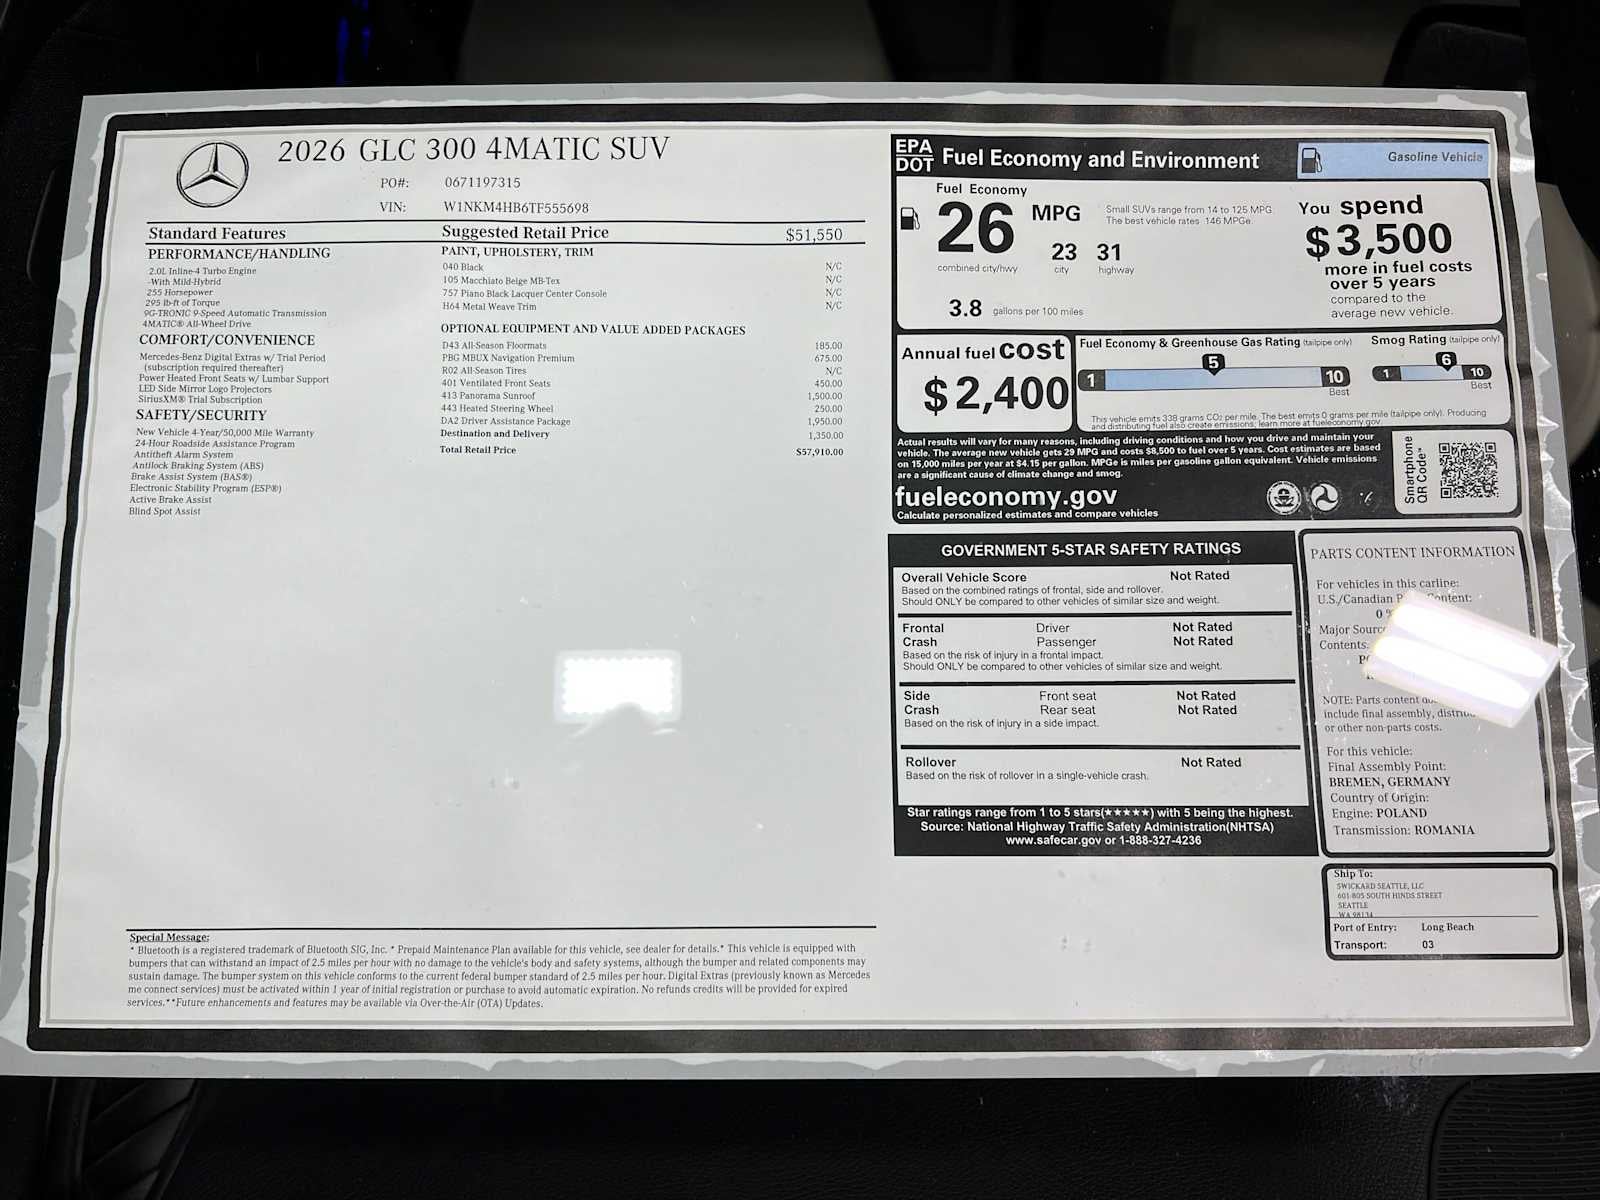 2026 GLC 300 4MATIC SUV
PO#: 0671197315
VIN: W1NKM4HB6TF555698
Standard Features
PERFORMANCE/HANDLING
2.0L Inline-4 Turbo Engine
-With Mild-Hybrid
255 Horsepower
295 lb-ft of Torque
9G-TRONIC 9-Speed Automatic Transmission
4MATIC® All-Wheel Drive
COMFORT/CONVENIENCE
Mercedes-Benz Digital Extras w/ Trial Period
(subscription required thereafter)
Power Heated Front Seats w/ Lumbar Support
LED Side Mirror Logo Projectors
SiriusXM® Trial Subscription
SAFETY/SECURITY
New Vehicle 4-Year/50,000 Mile Warranty
24-Hour Roadside Assistance Program
Antitheft Alarm System
Antilock Braking System (ABS)
Brake Assist System (BAS®)
Electronic Stability Program (ESP®)
Active Brake Assist
Blind Spot Assist
Suggested Retail Price $51,550
PAINT, UPHOLSTERY, TRIM
040 Black N/C
105 Macchiato Beige MB-Tex N/C
757 Piano Black Lacquer Center Console N/C
H64 Metal Weave Trim N/C
OPTIONAL EQUIPMENT AND VALUE ADDED PACKAGES
D43 All-Season Floormats 185.00
PBG MBUX Navigation Premium 675.00
R02 All-Season Tires N/C
401 Ventilated Front Seats 450.00
413 Panorama Sunroof 1,500.00
443 Heated Steering Wheel 250.00
DA2 Driver Assistance Package 1,950.00
Destination and Delivery 1,350.00
Total Retail Price $57,910.00
Special Message:
* Bluetooth is a registered trademark of Bluetooth SIG, Inc. * Prepaid Maintenance Plan available for this vehicle, see dealer for details.* This vehicle is equipped with
bumpers that can withstand an impact of 2.5 miles per hour with no damage to the vehicle's body and safety systems, although the bumper and related components may
sustain damage. The bumper system on this vehicle conforms to the current federal bumper standard of 2.5 miles per hour. Digital Extras (previously known as Mercedes
me connect services) must be activated within 1 year of initial registration or purchase to avoid automatic expiration. No refunds credits will be provided for expired
services.**Future enhancements and features may be available via Over-the-Air (OTA) Updates.
EPA
DOT Fuel Economy and Environment
Gasoline Vehicle
Fuel Economy
26 MPG
combined city/hwy
23 city
31 highway
Small SUVs range from 14 to 125 MPG.
The best vehicle rates 146 MPGe.
3.8 gallons per 100 miles
You spend
$3,500
more in fuel costs
over 5 years
compared to the
average new vehicle.
Annual fuel cost
$2,400
Fuel Economy & Greenhouse Gas Rating (tailpipe only)
1 5 10
Best
Smog Rating (tailpipe only)
1 6 10
Best
This vehicle emits 338 grams CO2 per mile. The best emits 0 grams per mile (tailpipe only). Producing
and distributing fuel also create emissions; learn more at fueleconomy.gov.
Actual results will vary for many reasons, including driving conditions and how you drive and maintain your
vehicle. The average new vehicle gets 29 MPG and costs $8,500 to fuel over 5 years. Cost estimates are based
on 15,000 miles per year at $4.15 per gallon. MPGe is miles per gasoline gallon equivalent. Vehicle emissions
are a significant cause of climate change and smog.
fueleconomy.gov
Calculate personalized estimates and compare vehicles
Smartphone
QR Code™
GOVERNMENT 5-STAR SAFETY RATINGS
Overall Vehicle Score Not Rated
Based on the combined ratings of frontal, side and rollover.
Should ONLY be compared to other vehicles of similar size and weight.
Frontal Driver Not Rated
Crash Passenger Not Rated
Based on the risk of injury in a frontal impact.
Should ONLY be compared to other vehicles of similar size and weight.
Side Front seat Not Rated
Crash Rear seat Not Rated
Based on the risk of injury in a side impact.
Rollover Not Rated
Based on the risk of rollover in a single-vehicle crash.
Star ratings range from 1 to 5 stars(★★★★★) with 5 being the highest.
Source: National Highway Traffic Safety Administration(NHTSA)
www.safecar.gov or 1-888-327-4236
PARTS CONTENT INFORMATION
For vehicles in this carline:
U.S./Canadian Content:
0 %
Major
Contents:
NOTE: Parts content
include final assembly,
or other non-parts costs.
For this vehicle:
Final Assembly Point:
BREMEN, GERMANY
Country of Origin:
Engine: POLAND
Transmission: ROMANIA
Ship To:
SWICKARD SEATTLE, LLC
601-805 SOUTH HINDS STREET
SEATTLE
WA 98134
Port of Entry: Long Beach
Transport: 03